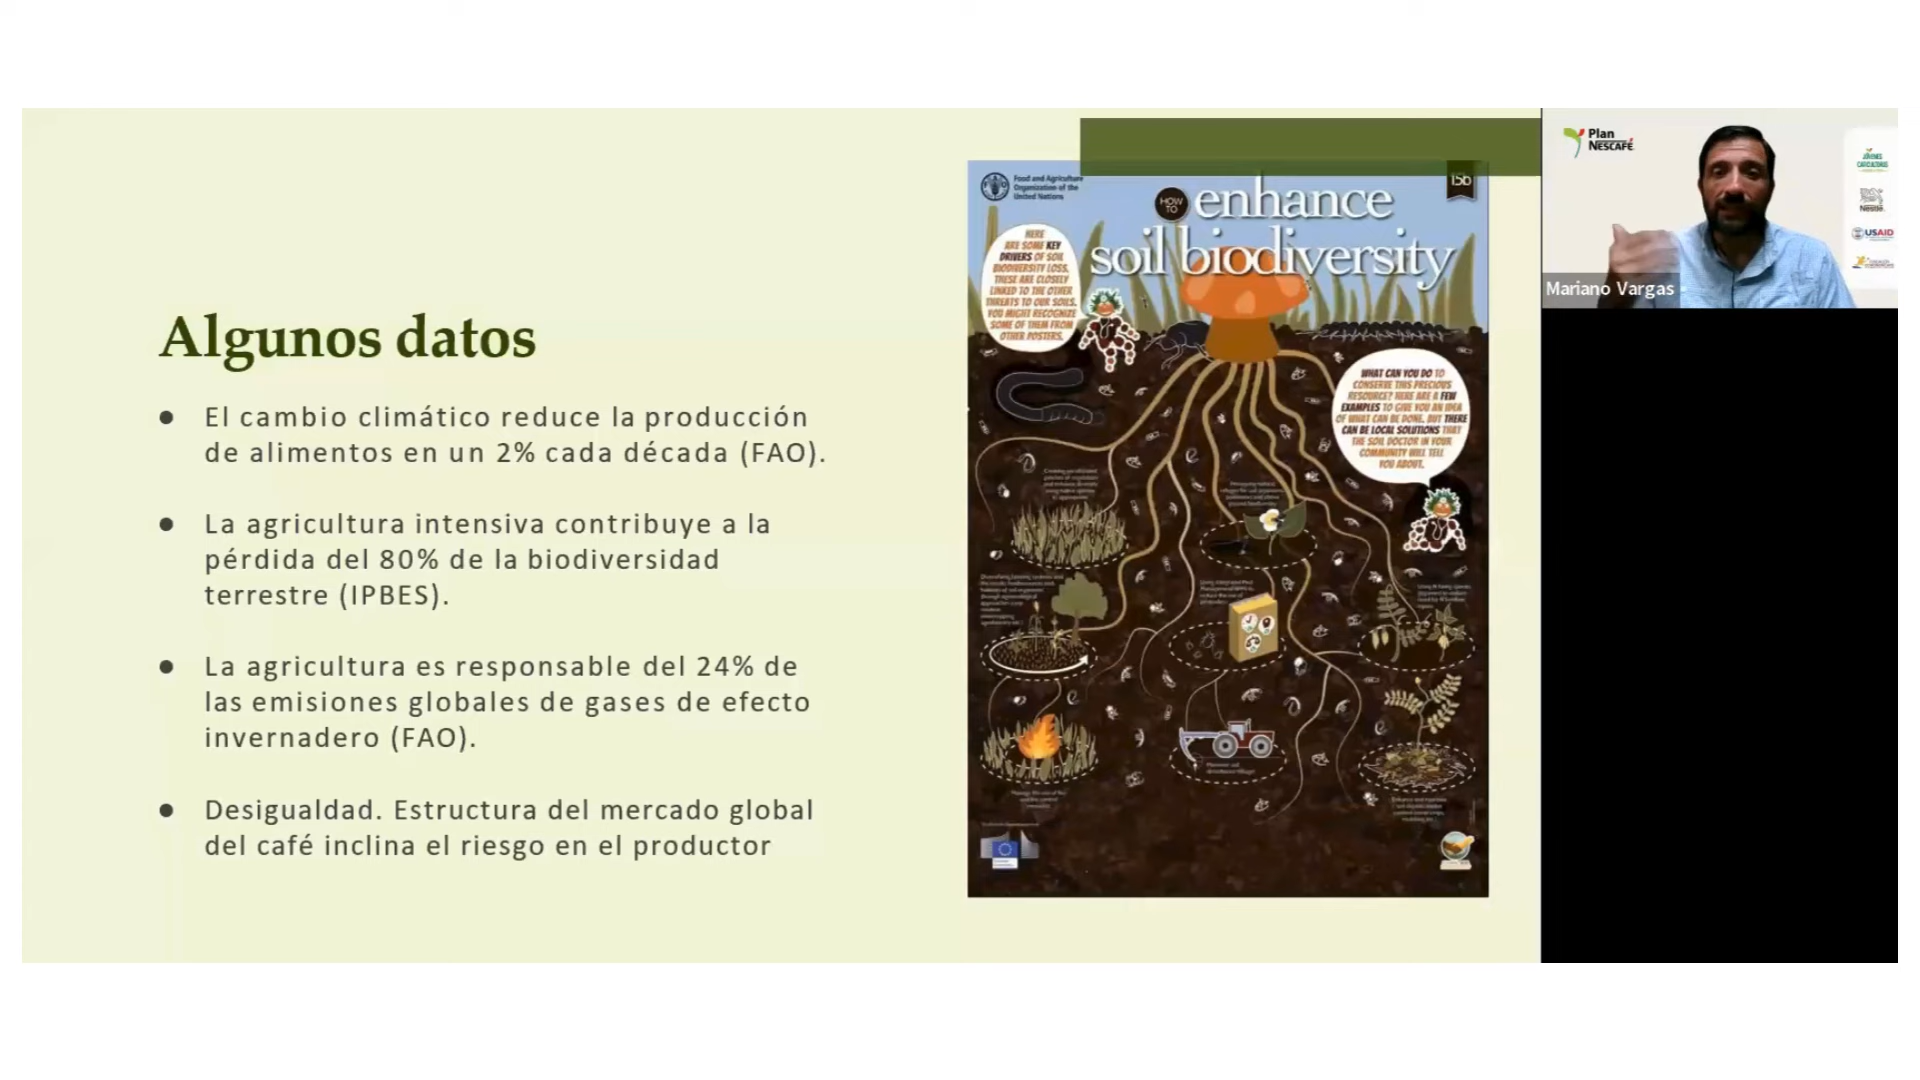 Algunos datos
● El cambio climático reduce la producción
de alimentos en un 2% cada década (FAO).
● La agricultura intensiva contribuye a la
pérdida del 80% de la biodiversidad
terrestre (IPBES).
● La agricultura es responsable del 24% de
las emisiones globales de gases de efecto
invernadero (FAO).
● Desigualdad. Estructura del mercado global
del café inclina el riesgo en el productor
Food and Agriculture
Organization of the
United Nations
15b
HOW
TO
enhance
soil biodiversity
HERE
ARE SOME KEY
DRIVERS OF SOIL
BIODIVERSITY LOSS.
THESE ARE CLOSELY
LINKED TO THE OTHER
THREATS TO OUR SOILS.
YOU MIGHT RECOGNIZE
SOME OF THEM FROM
OTHER POSTERS.
WHAT CAN YOU DO TO
CONSERVE THIS PRECIOUS
RESOURCE? HERE ARE A FEW
EXAMPLES TO GIVE YOU AN IDEA
OF WHAT CAN BE DONE. BUT THERE
CAN BE LOCAL SOLUTIONS THAT
THE SOIL DOCTOR IN YOUR
COMMUNITY WILL TELL
YOU ABOUT.
Plan
NESCAFÉ
Nestlé
USAID
Mariano Vargas